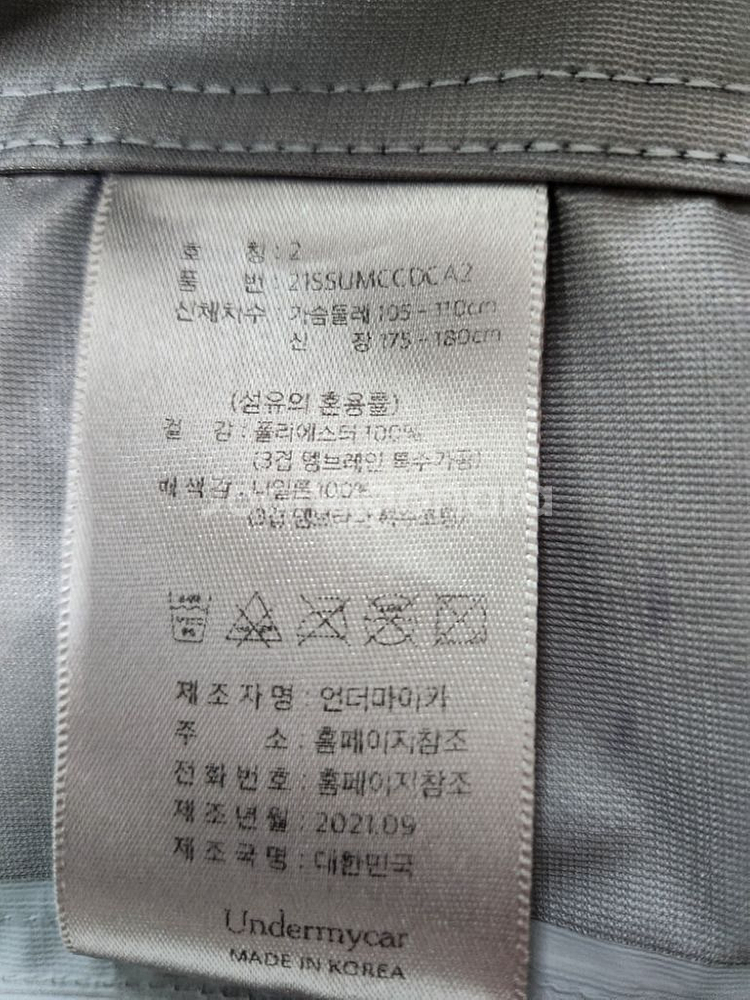 호 칭 : 2
품 번 : 21SSUMCCDCA2
신체치수 : 가슴둘레 105 - 110cm
신 장 175 - 180cm
(섬유의 혼용률)
겉 감 : 폴리에스터 100%
(3겹 멤브레인 특수가공)
배색감 : 나일론 100%
(3겹
제조자명 : 언더마이카
주 소 : 홈페이지참조
전화번호 : 홈페이지참조
제조년월 : 2021.09
제조국명 : 대한민국
Undermycar
MADE IN KOREA